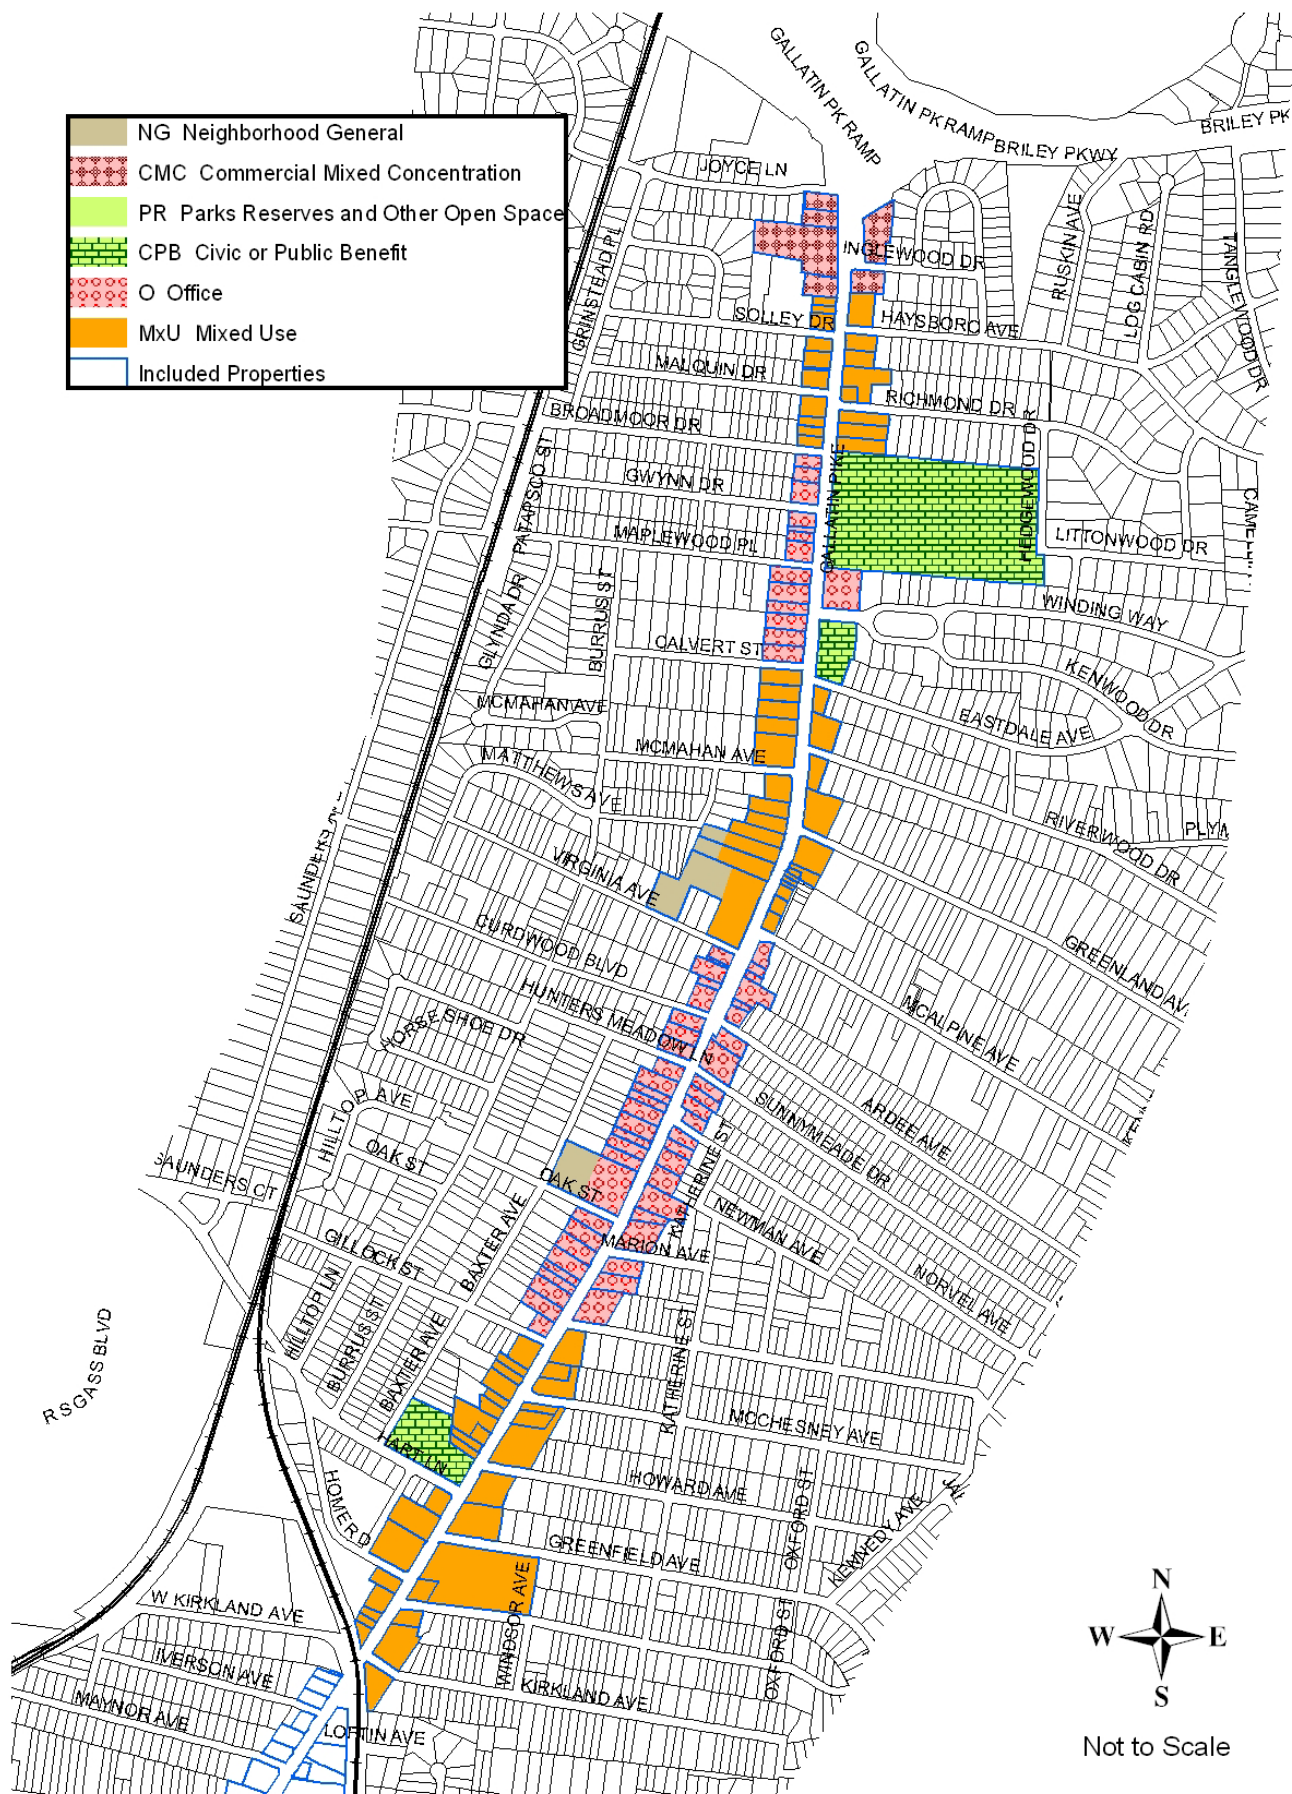 GALLATIN PK RAMP
GALLATIN PK RAMP
BRILEY PKWY
BRILEY PK
NG Neighborhood General
CMC Commercial Mixed Concentration
PR Parks Reserves and Other Open Space
CPB Civic or Public Benefit
O Office
MxU Mixed Use
Included Properties
JOYCE LN
GRINSTEAD PL
INGLEWOOD DR
RUSKIN AVE
LOG CABIN RD
TANGLEWOOD DR
SOLLEY DR
HAYSBORO AVE
MALQUIN DR
RICHMOND DR
BROADMOOR DR
GWYNN DR
GALLATIN PIKE
HEDGEWOOD DR
PATAPSCO ST
MAPLEWOOD PL
LITTONWOOD DR
GLYNDA DR
BURRUS ST
WINDING WAY
CALVERT ST
KENWOOD DR
MCMAHAN AVE
EASTDALE AVE
MCMAHAN AVE
MATTHEWS AVE
RIVERWOOD DR
PLYM
VIRGINIA AVE
CURDWOOD BLVD
GREENLAND AV
HUNTERS MEADOW LN
MCALPINE AVE
HORSE SHOE DR
HILLTOP AVE
SUNNYMEADE DR
ARDEE AVE
OAK ST
SAUNDERS CT
OAK ST
KATHERINE ST
NEWMAN AVE
GILLOCK ST
BAXTER AVE
MARION AVE
NORVEL AVE
HILLTOP LN
BURRUS ST
BAXTER AVE
KATHERINE ST
R S GASS BLVD
MCCHESNEY AVE
HART LN
HOWARD AVE
OXFORD ST
KENNEDY AVE
GREENFIELD AVE
WINDSOR AVE
W KIRKLAND AVE
IVERSON AVE
OXFORD ST
KIRKLAND AVE
MAYNOR AVE
LOFTIN AVE
N
W E
S
Not to Scale